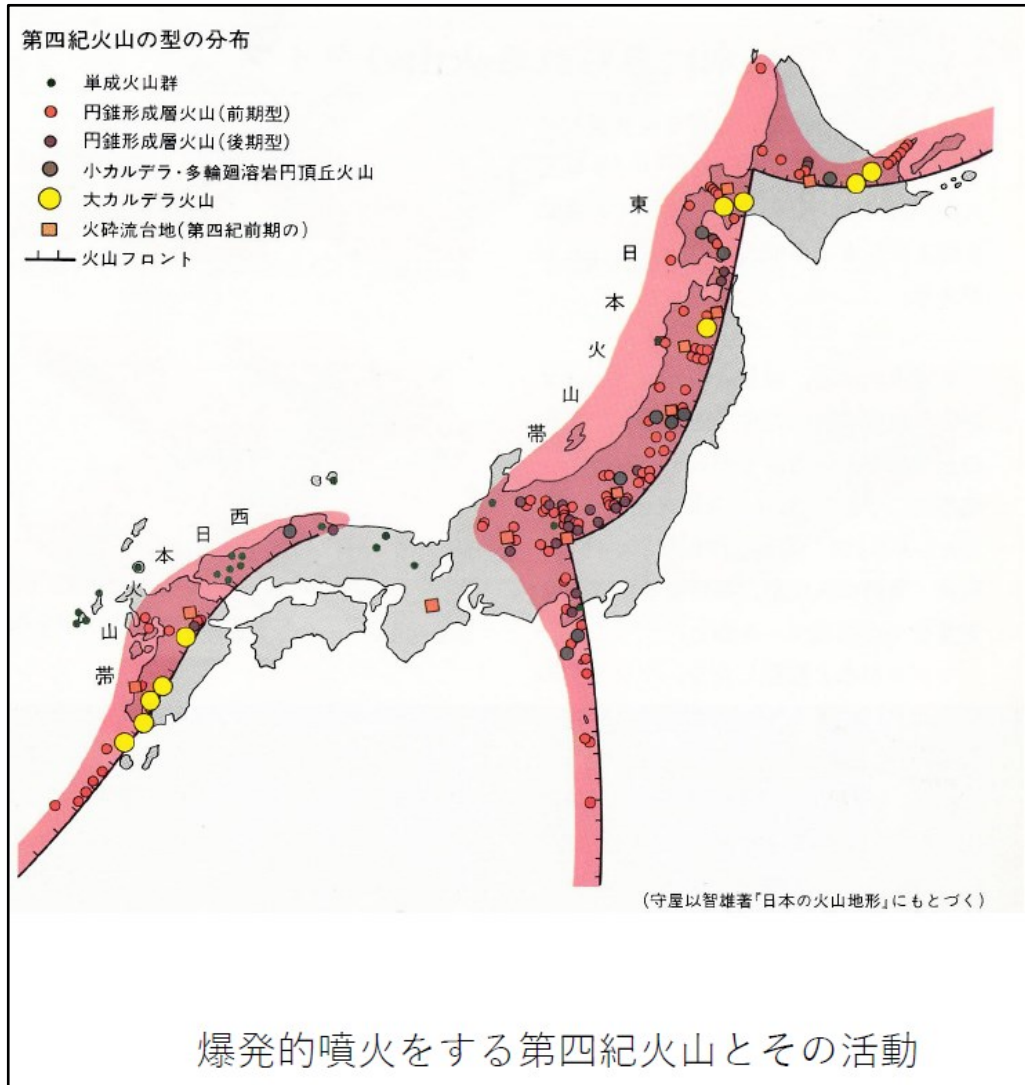 第四紀火山の型の分布
単成火山群
円錐形成層火山(前期型)
円錐形成層火山(後期型)
小カルデラ・多輪廻溶岩円頂丘火山
大カルデラ火山
火砕流台地(第四紀前期の)
火山フロント
東日本火山帯
西日本火山帯
(守屋以智雄著「日本の火山地形」にもとづく)
爆発的噴火をする第四紀火山とその活動